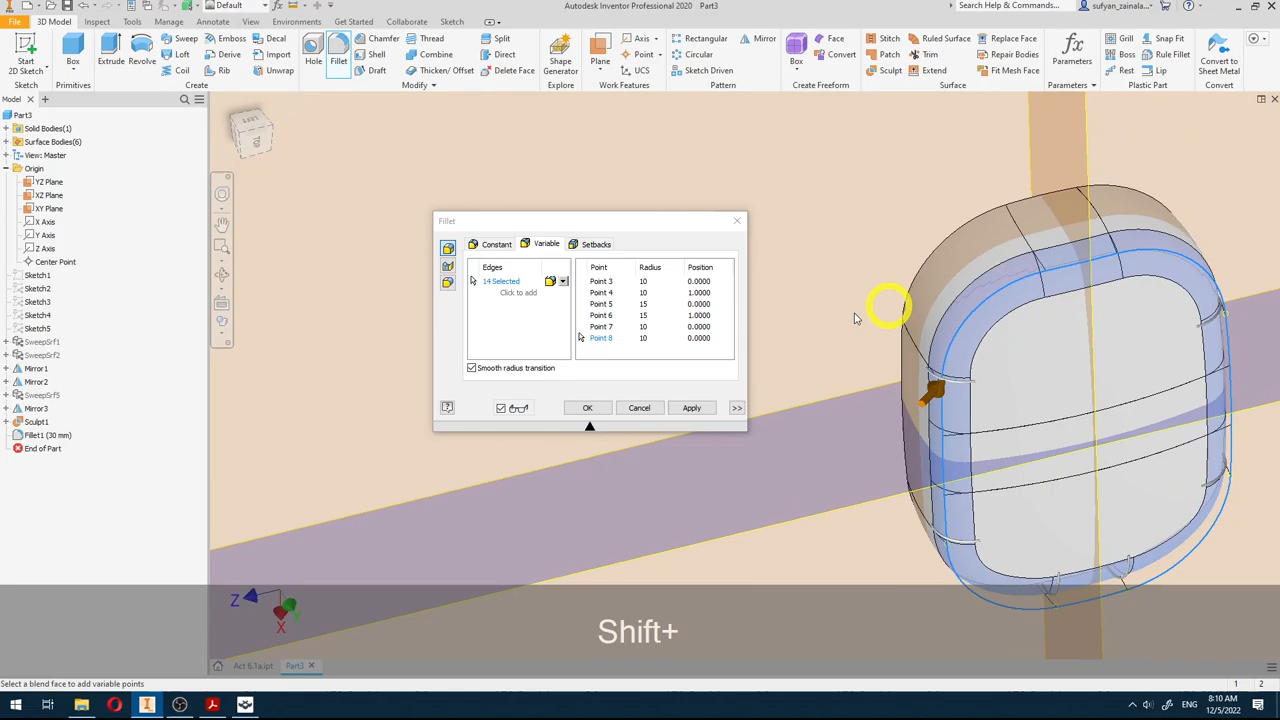 Default
Autodesk Inventor Professional 2020 Part3
Search Help & Commands...
sufyan_zainala...
File 3D Model Inspect Tools Manage Annotate View Environments Get Started Collaborate Sketch
Start 2D Sketch
Box
Extrude Revolve
Sweep Emboss Decal
Loft Derive Import
Coil Rib Unwrap
Hole Fillet
Chamfer Thread Split
Shell Combine Direct
Draft Thicken/ Offset Delete Face
Shape Generator
Plane
Axis
Point
UCS
Rectangular Mirror
Circular
Sketch Driven
Box
Face
Convert
Stitch Ruled Surface Replace Face
Patch Trim Repair Bodies
Sculpt Extend Fit Mesh Face
Parameters
Grill Snap Fit
Boss Rule Fillet
Rest Lip
Convert to Sheet Metal
Sketch Primitives Create Modify Explore Work Features Pattern Create Freeform Surface Parameters Plastic Part Convert
Model
Part3
Solid Bodies(1)
Surface Bodies(6)
View: Master
Origin
YZ Plane
XZ Plane
XY Plane
X Axis
Y Axis
Z Axis
Center Point
Sketch1
Sketch2
Sketch3
Sketch4
Sketch5
SweepSrf1
SweepSrf2
Mirror1
Mirror2
SweepSrf3
Mirror3
Sculpt1
Fillet1 (30 mm)
End of Part
LEFT
Fillet
Constant Variable Setbacks
Edges
14 Selected
Click to add
Point Radius Position
Point 3 10 0.0000
Point 4 10 1.0000
Point 5 15 0.0000
Point 6 15 1.0000
Point 7 10 0.0000
Point 8 10 0.0000
Smooth radius transition
OK Cancel Apply >>
Z
Y
X
Shift+
Act 6.1a.ipt Part3
Select a blend face to add variable points
1 2
ENG
8:10 AM
12/5/2022